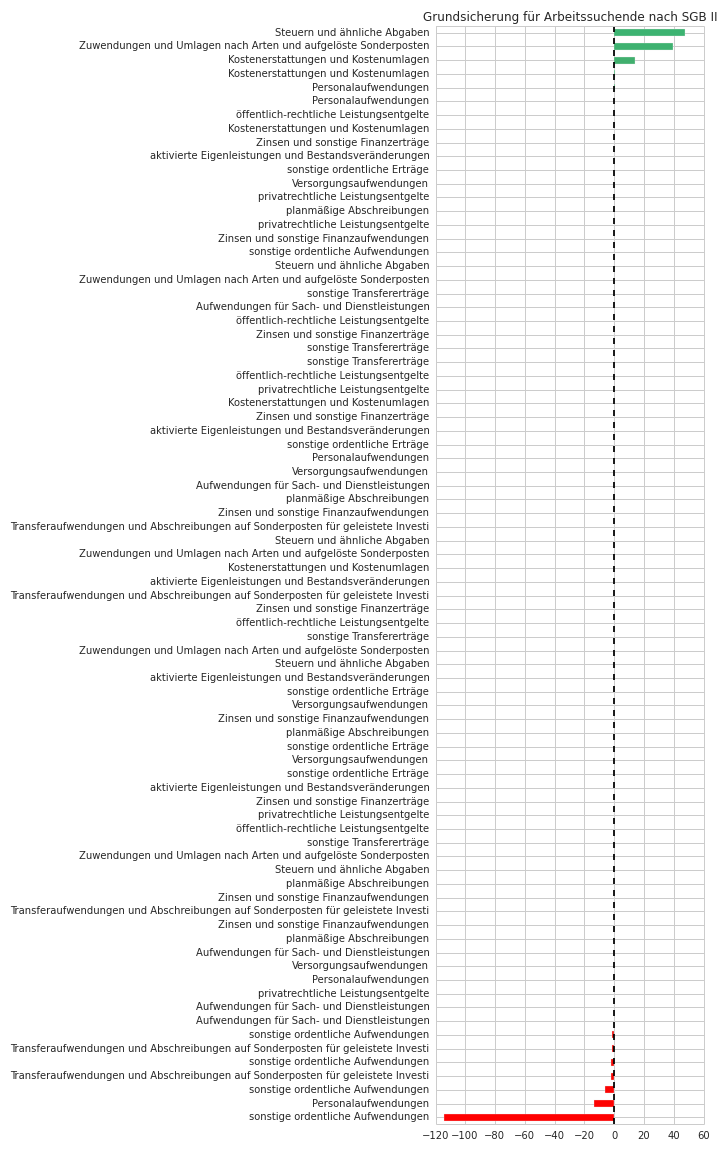 Grundsicherung für Arbeitssuchende nach SGB II
Steuern und ähnliche Abgaben
Zuwendungen und Umlagen nach Arten und aufgelöste Sonderposten
Kostenerstattungen und Kostenumlagen
Kostenerstattungen und Kostenumlagen
Personalaufwendungen
Personalaufwendungen
öffentlich-rechtliche Leistungsentgelte
Kostenerstattungen und Kostenumlagen
Zinsen und sonstige Finanzerträge
aktivierte Eigenleistungen und Bestandsveränderungen
sonstige ordentliche Erträge
Versorgungsaufwendungen
privatrechtliche Leistungsentgelte
planmäßige Abschreibungen
privatrechtliche Leistungsentgelte
Zinsen und sonstige Finanzaufwendungen
sonstige ordentliche Aufwendungen
Steuern und ähnliche Abgaben
Zuwendungen und Umlagen nach Arten und aufgelöste Sonderposten
sonstige Transfererträge
Aufwendungen für Sach- und Dienstleistungen
öffentlich-rechtliche Leistungsentgelte
Zinsen und sonstige Finanzerträge
sonstige Transfererträge
sonstige Transfererträge
öffentlich-rechtliche Leistungsentgelte
privatrechtliche Leistungsentgelte
Kostenerstattungen und Kostenumlagen
Zinsen und sonstige Finanzerträge
aktivierte Eigenleistungen und Bestandsveränderungen
sonstige ordentliche Erträge
Personalaufwendungen
Versorgungsaufwendungen
Aufwendungen für Sach- und Dienstleistungen
planmäßige Abschreibungen
Zinsen und sonstige Finanzaufwendungen
Transferaufwendungen und Abschreibungen auf Sonderposten für geleistete Investi
Steuern und ähnliche Abgaben
Zuwendungen und Umlagen nach Arten und aufgelöste Sonderposten
Kostenerstattungen und Kostenumlagen
aktivierte Eigenleistungen und Bestandsveränderungen
Transferaufwendungen und Abschreibungen auf Sonderposten für geleistete Investi
Zinsen und sonstige Finanzerträge
öffentlich-rechtliche Leistungsentgelte
sonstige Transfererträge
Zuwendungen und Umlagen nach Arten und aufgelöste Sonderposten
Steuern und ähnliche Abgaben
aktivierte Eigenleistungen und Bestandsveränderungen
sonstige ordentliche Erträge
Versorgungsaufwendungen
Zinsen und sonstige Finanzaufwendungen
planmäßige Abschreibungen
sonstige ordentliche Erträge
Versorgungsaufwendungen
sonstige ordentliche Erträge
aktivierte Eigenleistungen und Bestandsveränderungen
Zinsen und sonstige Finanzerträge
privatrechtliche Leistungsentgelte
öffentlich-rechtliche Leistungsentgelte
sonstige Transfererträge
Zuwendungen und Umlagen nach Arten und aufgelöste Sonderposten
Steuern und ähnliche Abgaben
planmäßige Abschreibungen
Zinsen und sonstige Finanzaufwendungen
Transferaufwendungen und Abschreibungen auf Sonderposten für geleistete Investi
Zinsen und sonstige Finanzaufwendungen
planmäßige Abschreibungen
Aufwendungen für Sach- und Dienstleistungen
Versorgungsaufwendungen
Personalaufwendungen
privatrechtliche Leistungsentgelte
Aufwendungen für Sach- und Dienstleistungen
Aufwendungen für Sach- und Dienstleistungen
sonstige ordentliche Aufwendungen
Transferaufwendungen und Abschreibungen auf Sonderposten für geleistete Investi
sonstige ordentliche Aufwendungen
Transferaufwendungen und Abschreibungen auf Sonderposten für geleistete Investi
sonstige ordentliche Aufwendungen
Personalaufwendungen
sonstige ordentliche Aufwendungen
−120 −100 −80 −60 −40 −20 0 20 40 60